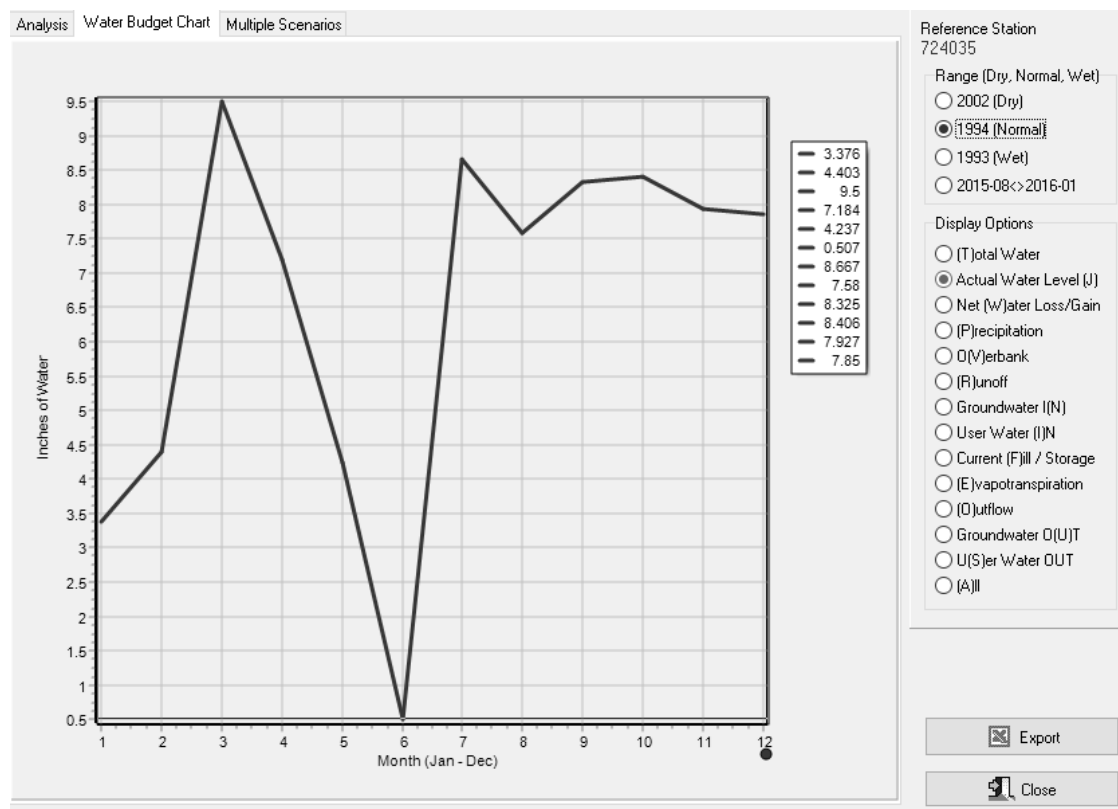 Analysis
Water Budget Chart
Multiple Scenarios
Inches of Water
9.5
9
8.5
8
7.5
7
6.5
6
5.5
5
4.5
4
3.5
3
2.5
2
1.5
1
0.5
1 2 3 4 5 6 7 8 9 10 11 12
Month (Jan - Dec)
3.376
4.403
9.5
7.184
4.237
0.507
8.667
7.58
8.325
8.406
7.927
7.85
Reference Station
724035
Range (Dry, Normal, Wet)
2002 (Dry)
1994 (Normal)
1993 (Wet)
2015-08<>2016-01
Display Options
(T)otal Water
Actual Water Level (J)
Net (W)ater Loss/Gain
(P)recipitation
O(V)erbank
(R)unoff
Groundwater I(N)
User Water (I)N
Current (F)ill / Storage
(E)vapotranspiration
(O)utflow
Groundwater O(U)T
U(S)er Water OUT
(A)ll
Export
Close